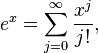 e^x = \sum_{j=0}^{\infty} \frac{x^j}{j!},